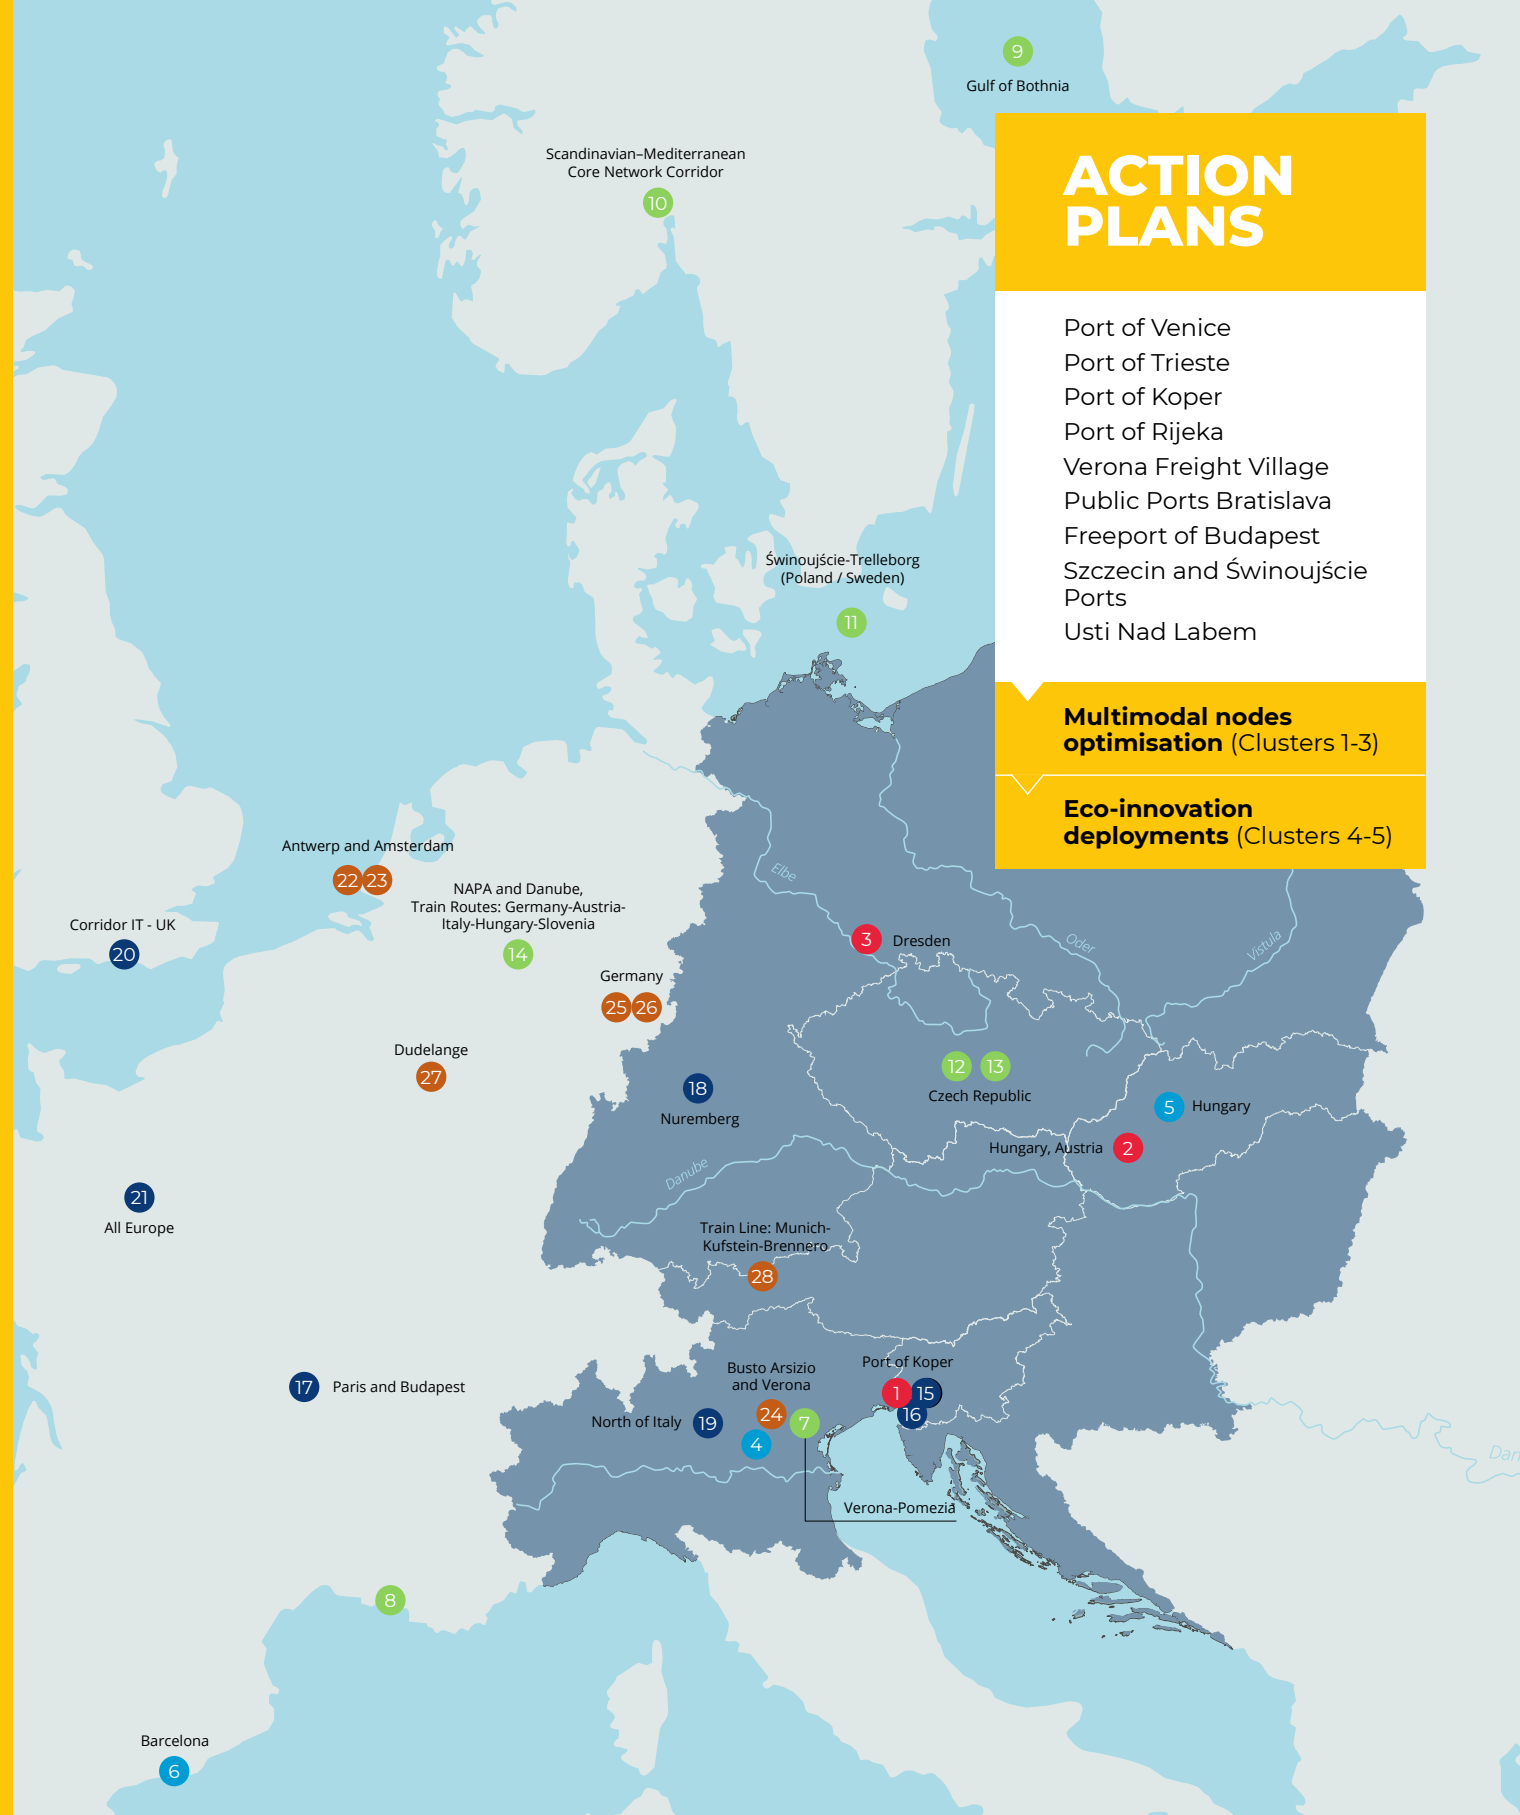 9
Gulf of Bothnia
Scandinavian–Mediterranean
Core Network Corridor
10
ACTION
PLANS
Port of Venice
Port of Trieste
Port of Koper
Port of Rijeka
Verona Freight Village
Public Ports Bratislava
Freeport of Budapest
Szczecin and Świnoujście
Ports
Usti Nad Labem
Multimodal nodes
optimisation (Clusters 1-3)
Eco-innovation
deployments (Clusters 4-5)
Świnoujście-Trelleborg
(Poland / Sweden)
11
Antwerp and Amsterdam
22 23
NAPA and Danube,
Train Routes: Germany-Austria-
Italy-Hungary-Slovenia
14
Corridor IT - UK
20
Elbe
3 Dresden
Oder
Vistula
Germany
25 26
Dudelange
27
18
Nuremberg
12 13
Czech Republic
5 Hungary
Hungary, Austria 2
Danube
21
All Europe
Train Line: Munich-
Kufstein-Brennero
28
17 Paris and Budapest
Busto Arsizio
and Verona
24
7
4
North of Italy 19
Port of Koper
1 15
16
Verona-Pomezia
Dan
8
Barcelona
6